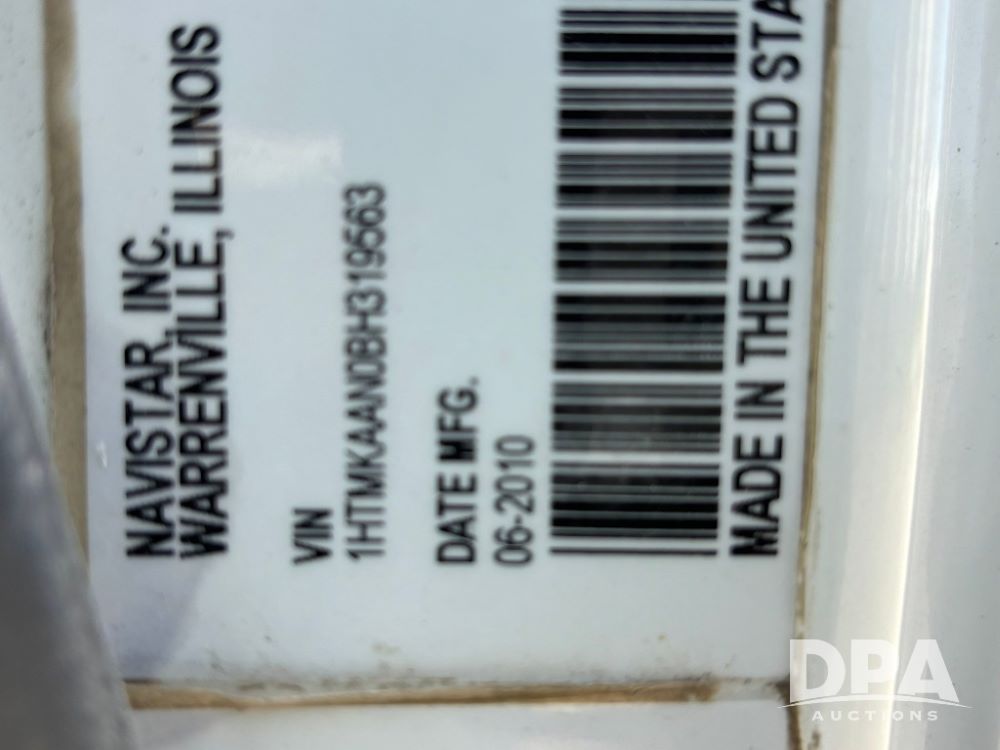 NAVISTAR, INC.
WARRENVILLE, ILLINOIS
VIN
1HTMKAAN0BH319563
DATE MFG.
06-2010
MADE IN THE UNITED STA
DPA
AUCTIONS